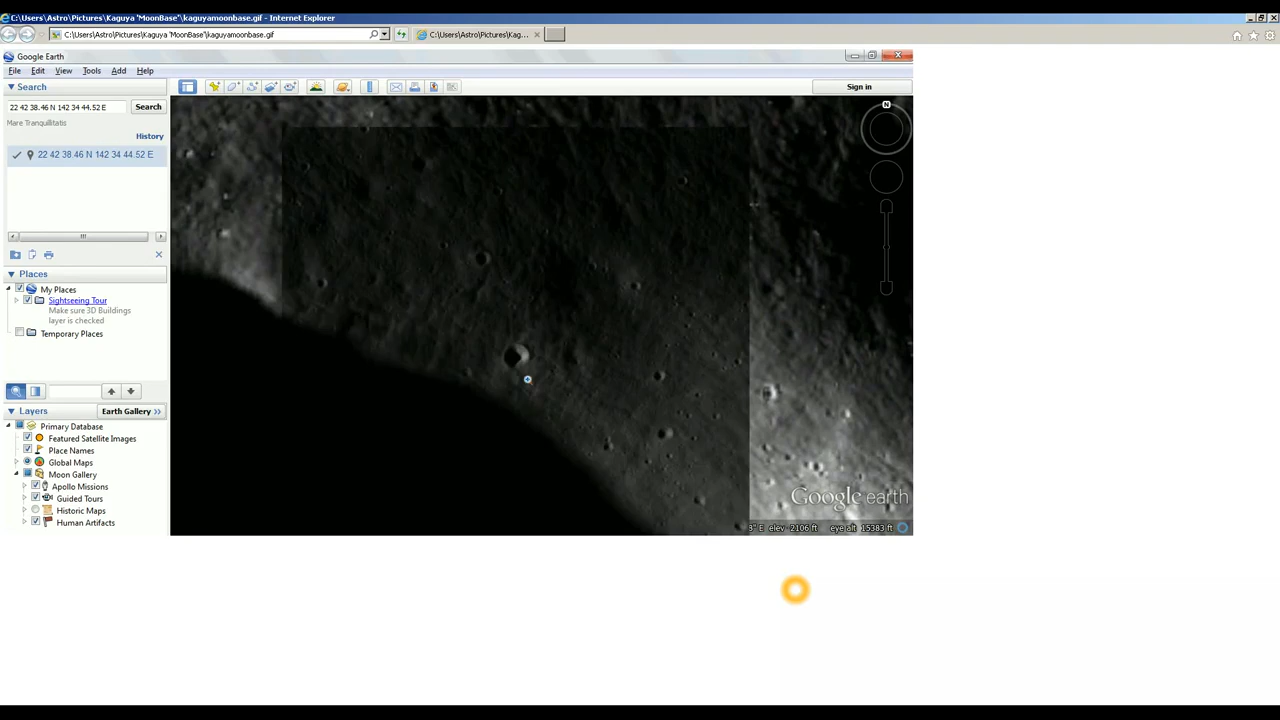 C:\Users\Astro\Pictures\Kaguya 'MoonBase'\kaguyamoonbase.gif - Internet Explorer
C:\Users\Astro\Pictures\Kaguya 'MoonBase'\kaguyamoonbase.gif
C:\Users\Astro\Pictures\Kag...
Google Earth
File Edit View Tools Add Help
Search
Sign in
22 42 38.46 N 142 34 44.52 E
Search
Mare Tranquillitatis
History
22 42 38.46 N 142 34 44.52 E
N
Places
My Places
Sightseeing Tour
Make sure 3D Buildings
layer is checked
Temporary Places
Layers
Earth Gallery >>
Primary Database
Featured Satellite Images
Place Names
Global Maps
Moon Gallery
Apollo Missions
Guided Tours
Historic Maps
Human Artifacts
Google earth
8" E elev -2106 ft eye alt 15383 ft